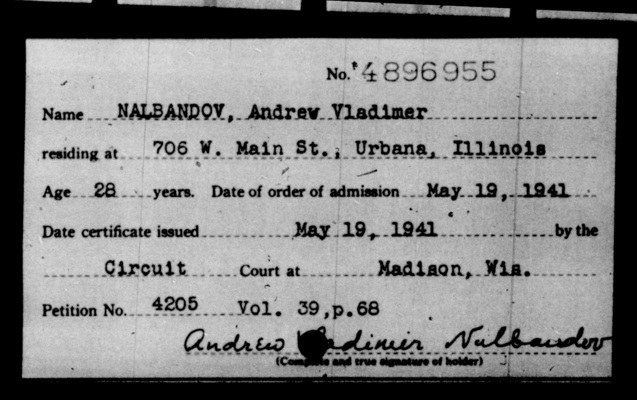 No. 4896955
Name NALBANDOV, Andrew Vladimer
residing at 706 W. Main St., Urbana, Illinois
Age 28 years. Date of order of admission May 19, 1941
Date certificate issued May 19, 1941 by the
Circuit Court at Madison, Wis.
Petition No. 4205 Vol. 39,p.68
Andrew Vladimir Nalbandov
(Complete and true signature of holder)